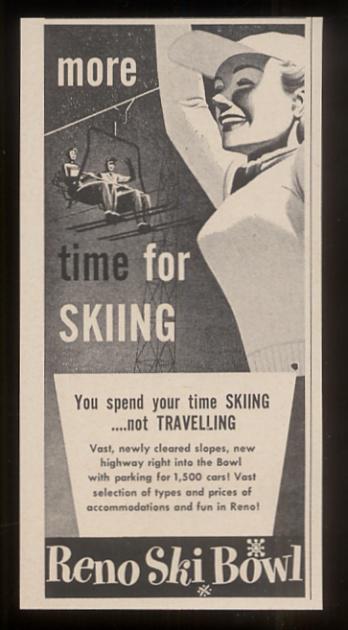 more
time for
SKIING
You spend your time SKIING
....not TRAVELLING
Vast, newly cleared slopes, new
highway right into the Bowl
with parking for 1,500 cars! Vast
selection of types and prices of
accommodations and fun in Reno!
Reno Ski Bowl